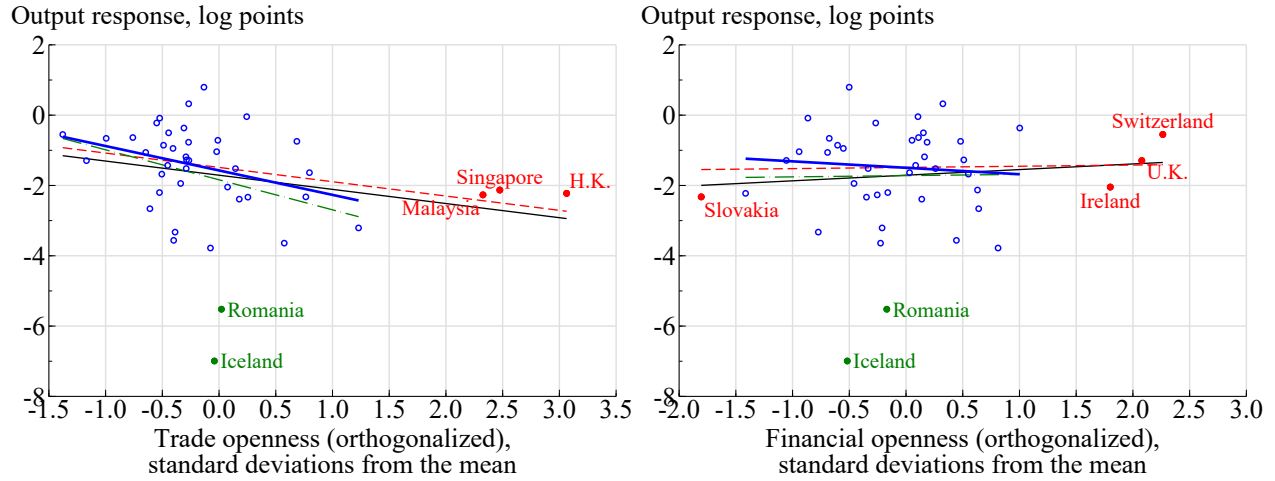 Output response, log points
2
0
-2
-4
-6
-8
Singapore
H.K.
Malaysia
Romania
Iceland
-1.5 -1.0 -0.5 0.0 0.5 1.0 1.5 2.0 2.5 3.0 3.5
Trade openness (orthogonalized),
standard deviations from the mean
Output response, log points
2
0
-2
-4
-6
-8
Switzerland
U.K.
Ireland
Slovakia
Romania
Iceland
-2.0 -1.5 -1.0 -0.5 0.0 0.5 1.0 1.5 2.0 2.5 3.0
Financial openness (orthogonalized),
standard deviations from the mean